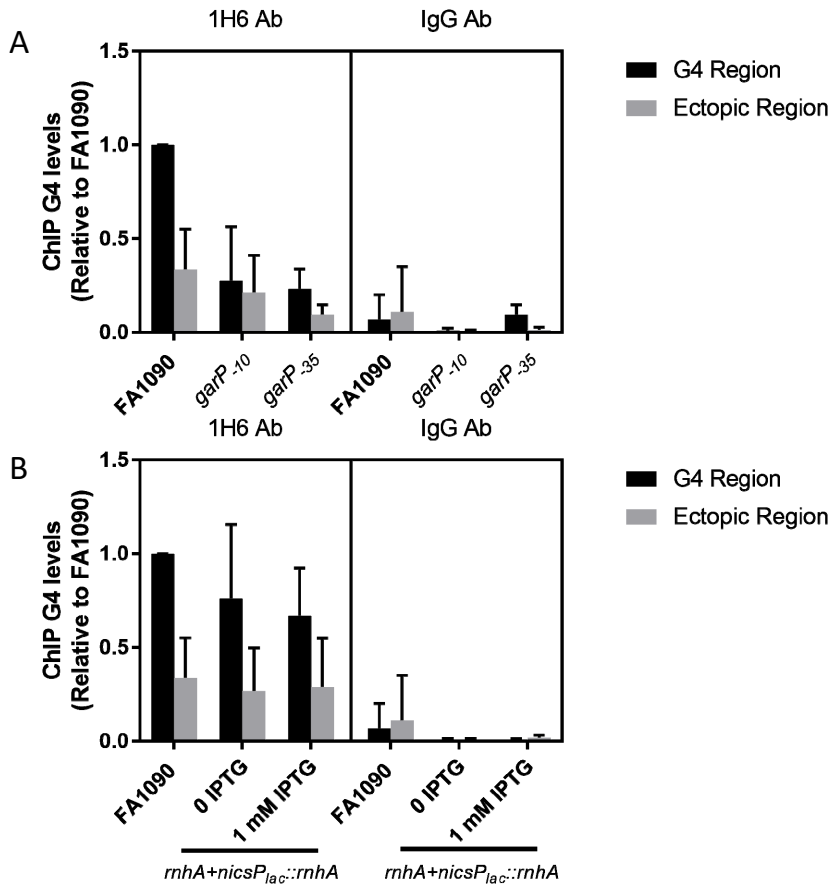 A
1H6 Ab
IgG Ab
ChIP G4 levels
(Relative to FA1090)
1.5
1.0
0.5
0.0
FA1090
garP-10
garP-35
FA1090
garP-10
garP-35
G4 Region
Ectopic Region
B
1H6 Ab
IgG Ab
ChIP G4 levels
(Relative to FA1090)
1.5
1.0
0.5
0.0
FA1090
0 IPTG
1 mM IPTG
FA1090
0 IPTG
1 mM IPTG
rnhA+nicsPlac::rnhA
rnhA+nicsPlac::rnhA
G4 Region
Ectopic Region